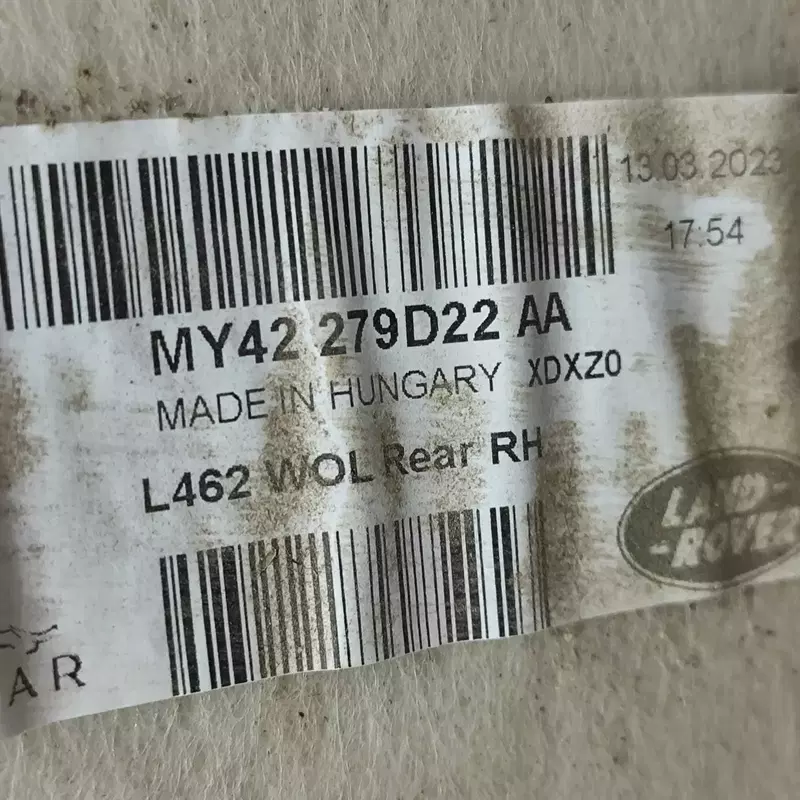 13.03.2023
17:54
MY42 279D22 AA
MADE IN HUNGARY XDXZ0
L462 WOL Rear RH
LAND-
-ROVER
AR